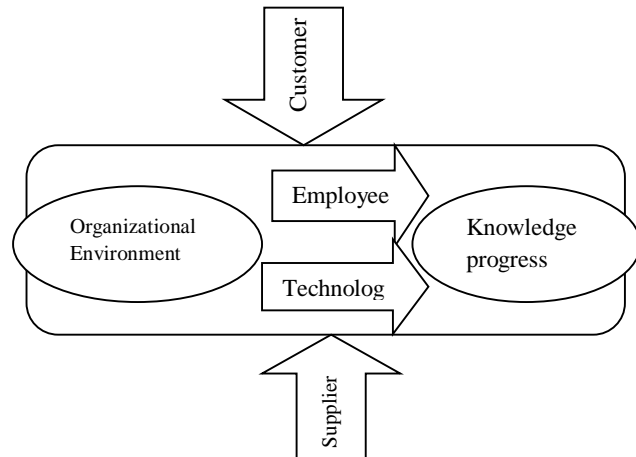 Customer
Employee
Organizational
Environment
Knowledge
progress
Technolog
Supplier